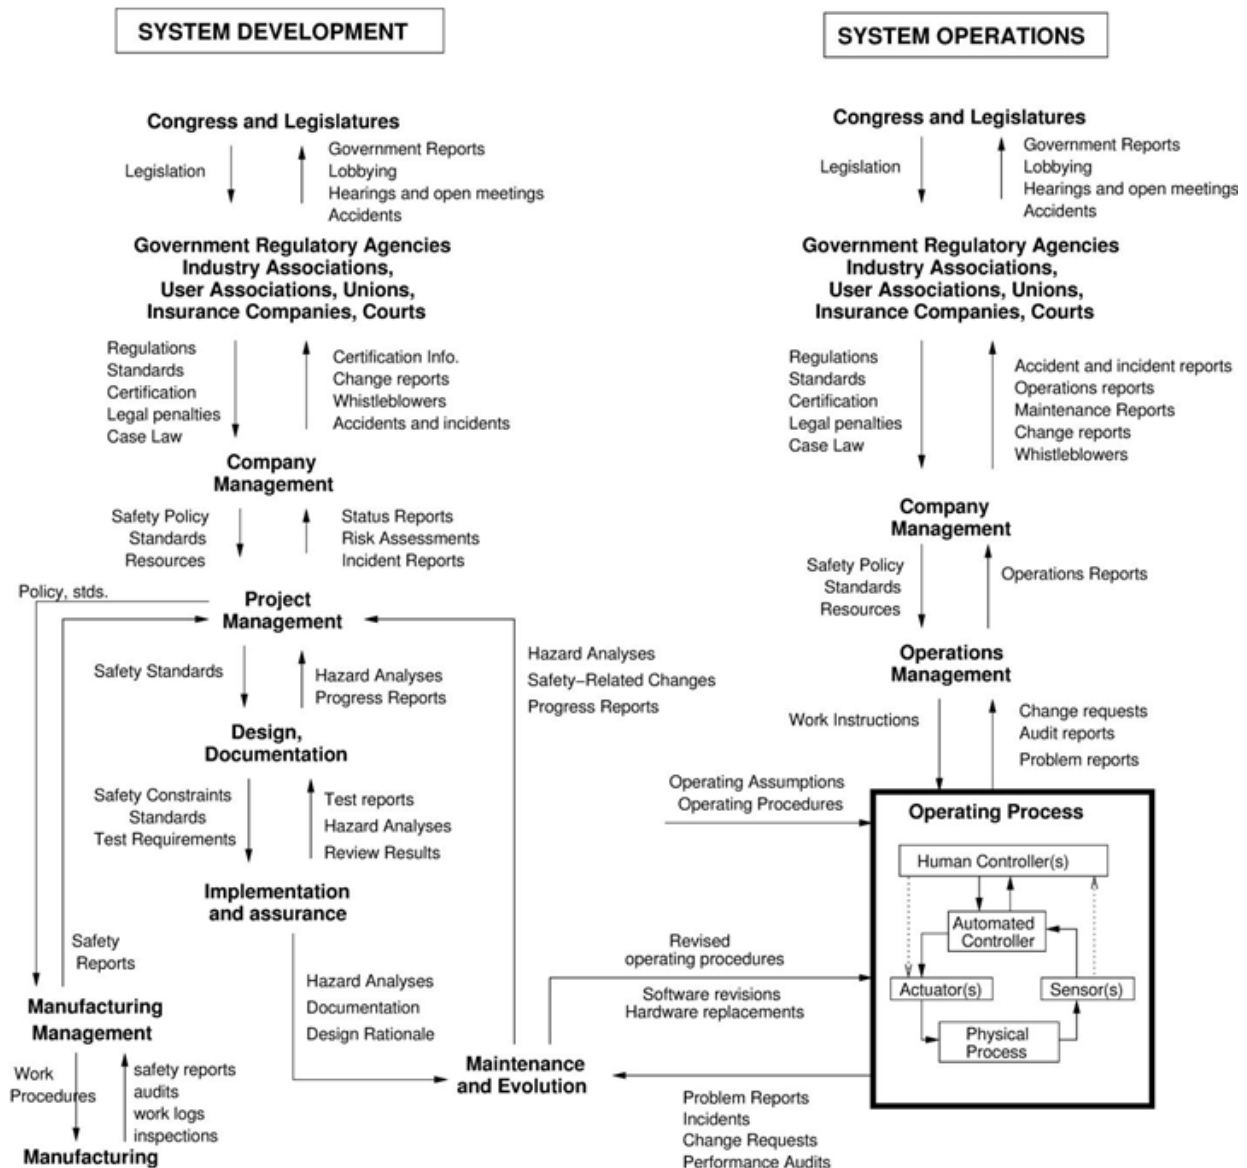 SYSTEM DEVELOPMENT
Congress and Legislatures
Legislation
Government Reports
Lobbying
Hearings and open meetings
Accidents
Government Regulatory Agencies
Industry Associations,
User Associations, Unions,
Insurance Companies, Courts
Regulations
Standards
Certification
Legal penalties
Case Law
Certification Info.
Change reports
Whistleblowers
Accidents and incidents
Company
Management
Safety Policy
Standards
Resources
Status Reports
Risk Assessments
Incident Reports
Policy, stds.
Project
Management
Safety Standards
Hazard Analyses
Progress Reports
Hazard Analyses
Safety-Related Changes
Progress Reports
Design,
Documentation
Safety Constraints
Standards
Test Requirements
Test reports
Hazard Analyses
Review Results
Implementation
and assurance
Safety
Reports
Hazard Analyses
Documentation
Design Rationale
Manufacturing
Management
Work
Procedures
safety reports
audits
work logs
inspections
Manufacturing
Maintenance
and Evolution
SYSTEM OPERATIONS
Congress and Legislatures
Legislation
Government Reports
Lobbying
Hearings and open meetings
Accidents
Government Regulatory Agencies
Industry Associations,
User Associations, Unions,
Insurance Companies, Courts
Regulations
Standards
Certification
Legal penalties
Case Law
Accident and incident reports
Operations reports
Maintenance Reports
Change reports
Whistleblowers
Company
Management
Safety Policy
Standards
Resources
Operations Reports
Operations
Management
Work Instructions
Change requests
Audit reports
Problem reports
Operating Assumptions
Operating Procedures
Operating Process
Human Controller(s)
Automated
Controller
Actuator(s)
Sensor(s)
Physical
Process
Revised
operating procedures
Software revisions
Hardware replacements
Problem Reports
Incidents
Change Requests
Performance Audits